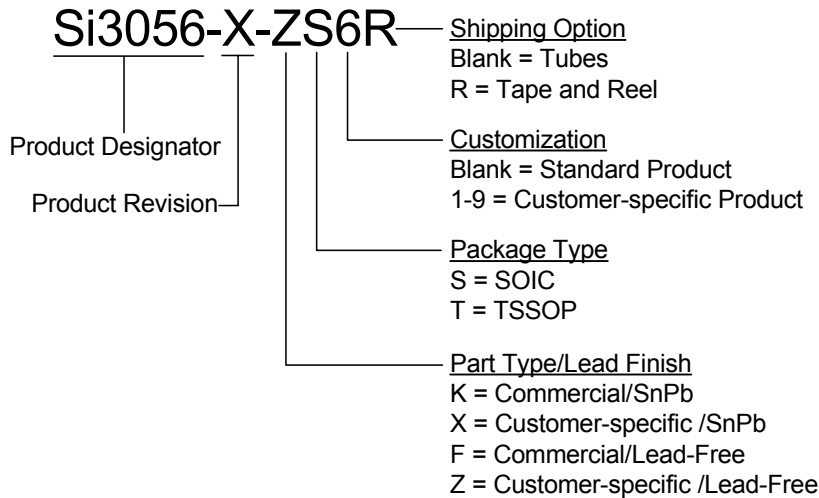 Si3056-X-ZS6R
Shipping Option
Blank = Tubes
R = Tape and Reel
Product Designator
Customization
Blank = Standard Product
Product Revision
1-9 = Customer-specific Product
Package Type
S = SOIC
T = TSSOP
Part Type/Lead Finish
K = Commercial/SnPb
X = Customer-specific /SnPb
F = Commercial/Lead-Free
Z = Customer-specific /Lead-Free